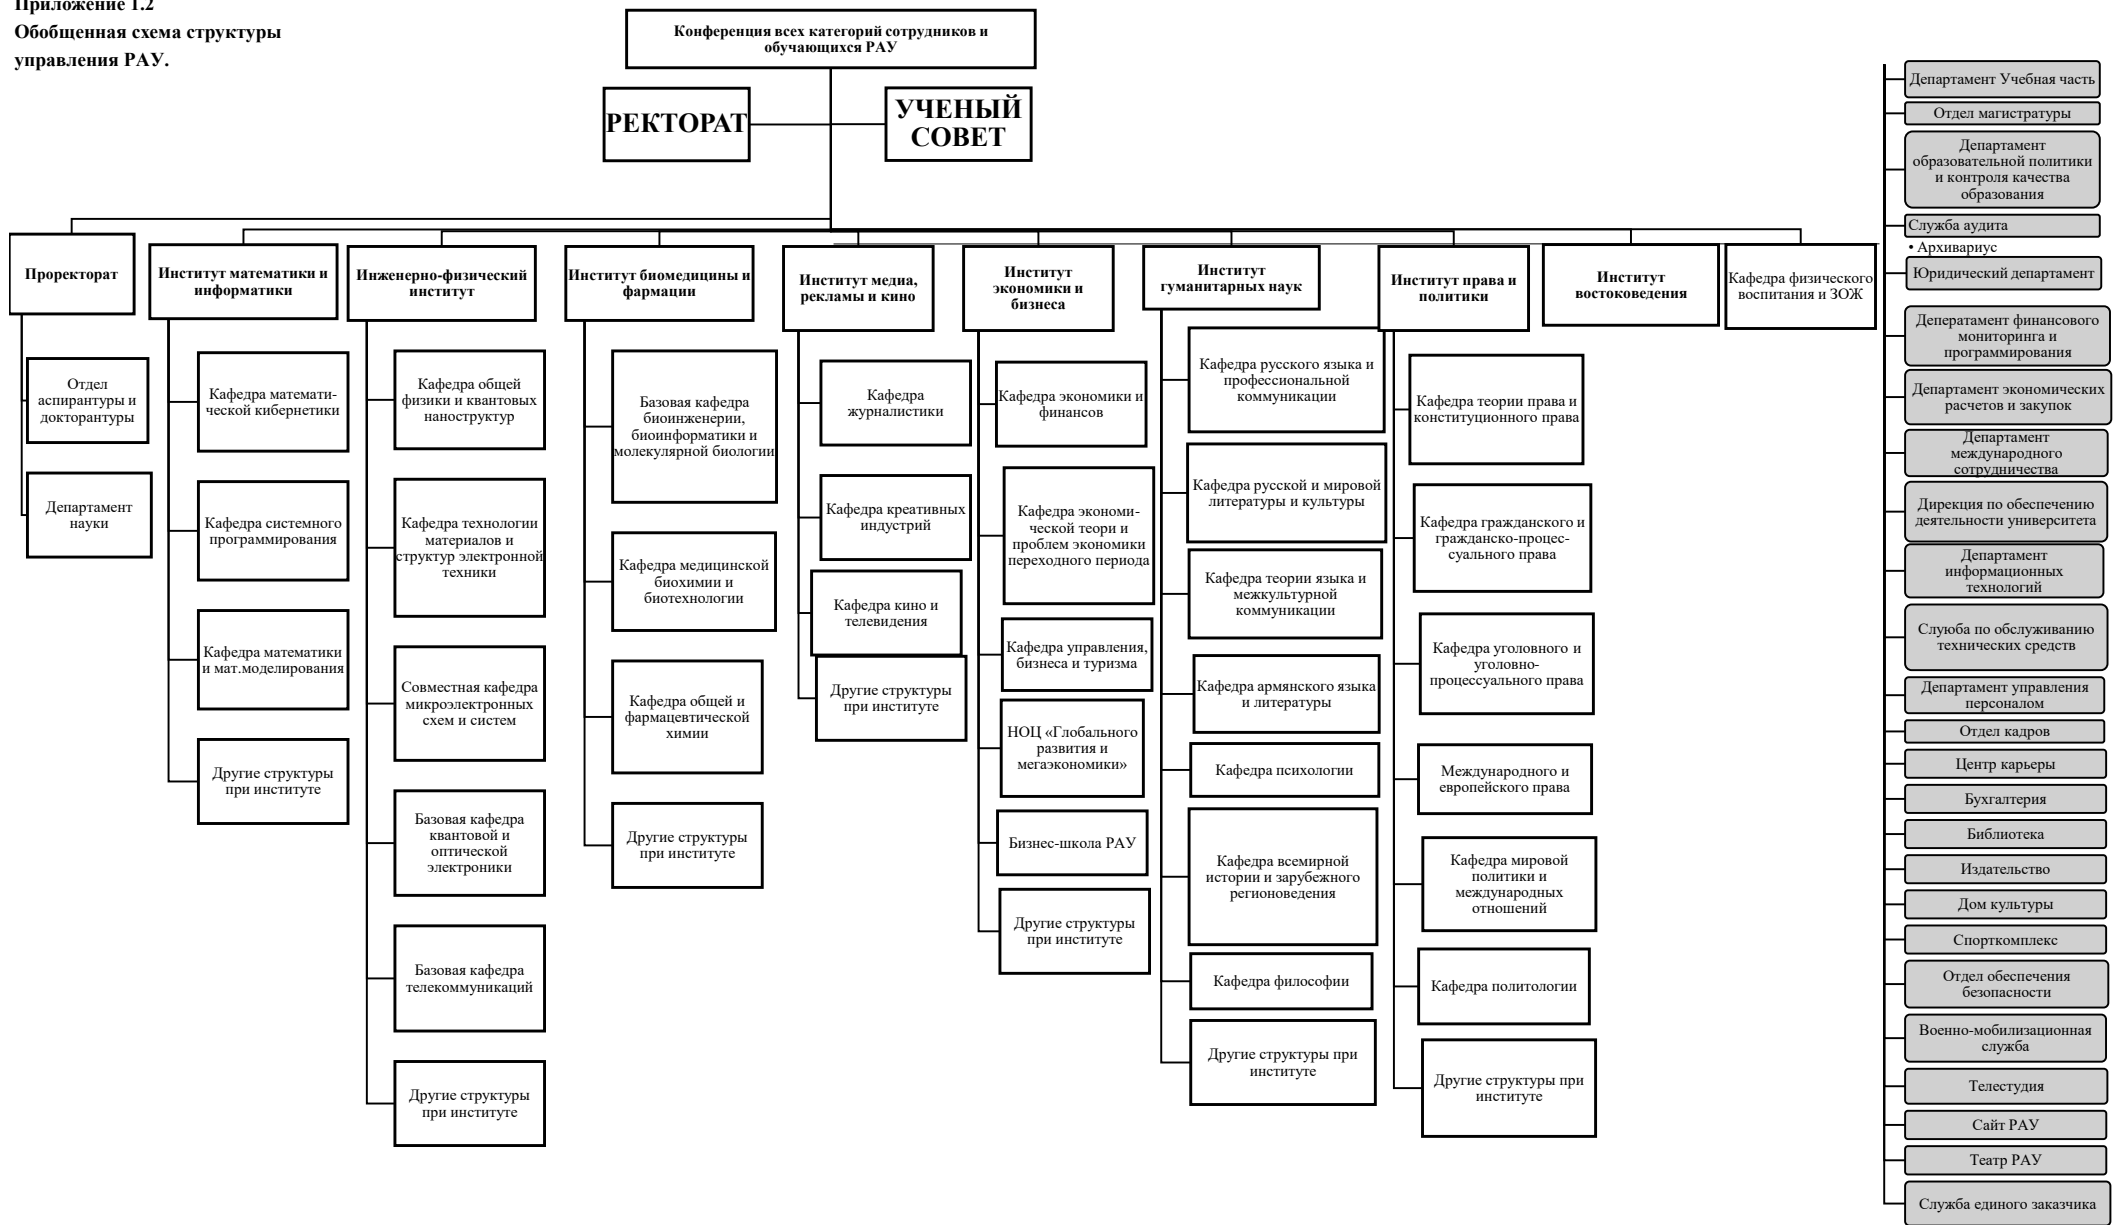 Приложение 1.2
Обобщенная схема структуры
управления РАУ.
Конференция всех категорий сотрудников и
обучающихся РАУ
РЕКТОРАТ
УЧЕНЫЙ
СОВЕТ
Проректорат
Отдел
аспирантуры и
докторантуры
Департамент
науки
Институт математики и
информатики
Кафедра математи-
ческой кибернетики
Кафедра системного
программирования
Кафедра математики
и мат.моделирования
Другие структуры
при институте
Инженерно-физический
институт
Кафедра общей
физики и квантовых
наноструктур
Кафедра технологии
материалов и
структур электронной
техники
Совместная кафедра
микроэлектронных
схем и систем
Базовая кафедра
квантовой и
оптической
электроники
Базовая кафедра
телекоммуникаций
Другие структуры
при институте
Институт биомедицины и
фармации
Базовая кафедра
биоинженерии,
биоинформатики и
молекулярной биологии
Кафедра медицинской
биохимии и
биотехнологии
Кафедра общей и
фармацевтической
химии
Другие структуры
при институте
Институт медиа,
рекламы и кино
Кафедра
журналистики
Кафедра креативных
индустрий
Кафедра кино и
телевидения
Другие структуры
при институте
Институт
экономики и
бизнеса
Кафедра экономики и
финансов
Кафедра экономи-
ческой теори и
проблем экономики
переходного периода
Кафедра управления,
бизнеса и туризма
НОЦ «Глобального
развития и
мегаэкономики»
Бизнес-школа РАУ
Другие структуры
при институте
Институт
гуманитарных наук
Кафедра русского языка и
профессиональной
коммуникации
Кафедра русской и мировой
литературы и культуры
Кафедра теории языка и
межкультурной
коммуникации
Кафедра армянского языка
и литературы
Кафедра психологии
Кафедра всемирной
истории и зарубежного
регионоведения
Кафедра философии
Другие структуры при
институте
Институт права и
политики
Кафедра теории права и
конституционного права
Кафедра гражданского и
гражданско-процес-
суального права
Кафедра уголовного и
уголовно-
процессуального права
Международного и
европейского права
Кафедра мировой
политики и
международных
отношений
Кафедра политологии
Другие структуры при
институте
Институт
востоковедения
Кафедра физического
воспитания и ЗОЖ
Департамент Учебная часть
Отдел магистратуры
Департамент
образовательной политики
и контроля качества
образования
Служба аудита
• Архивариус
Юридический департамент
Деператамент финансового
мониторинга и
программирования
Департамент экономических
расчетов и закупок
Департамент
международного
сотрудничества
Дирекция по обеспечению
деятельности университета
Департамент
информационных
технологий
Слуюба по обслуживанию
технических средств
Департамент управления
персоналом
Отдел кадров
Центр карьеры
Бухгалтерия
Библиотека
Издательство
Дом культуры
Спорткомплекс
Отдел обеспечения
безопасности
Военно-мобилизационная
служба
Телестудия
Сайт РАУ
Театр РАУ
Служба единого заказчика